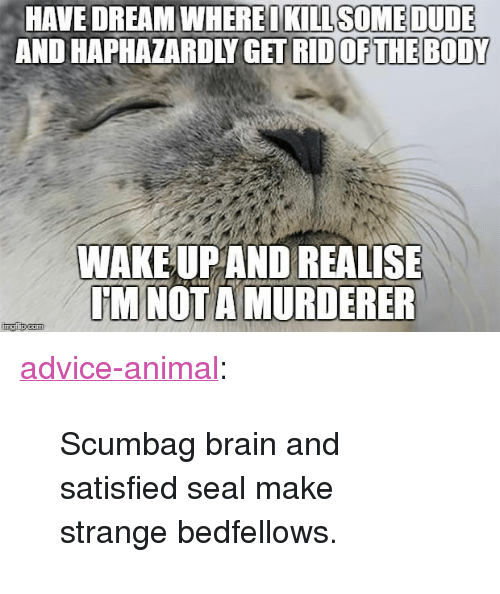 HAVE DREAM WHERE I KILL SOME DUDE
AND HAPHAZARDLY GET RID OF THE BODY
WAKE UP AND REALISE
I'M NOT A MURDERER
imgflip.com
advice-animal:
Scumbag brain and
satisfied seal make
strange bedfellows.